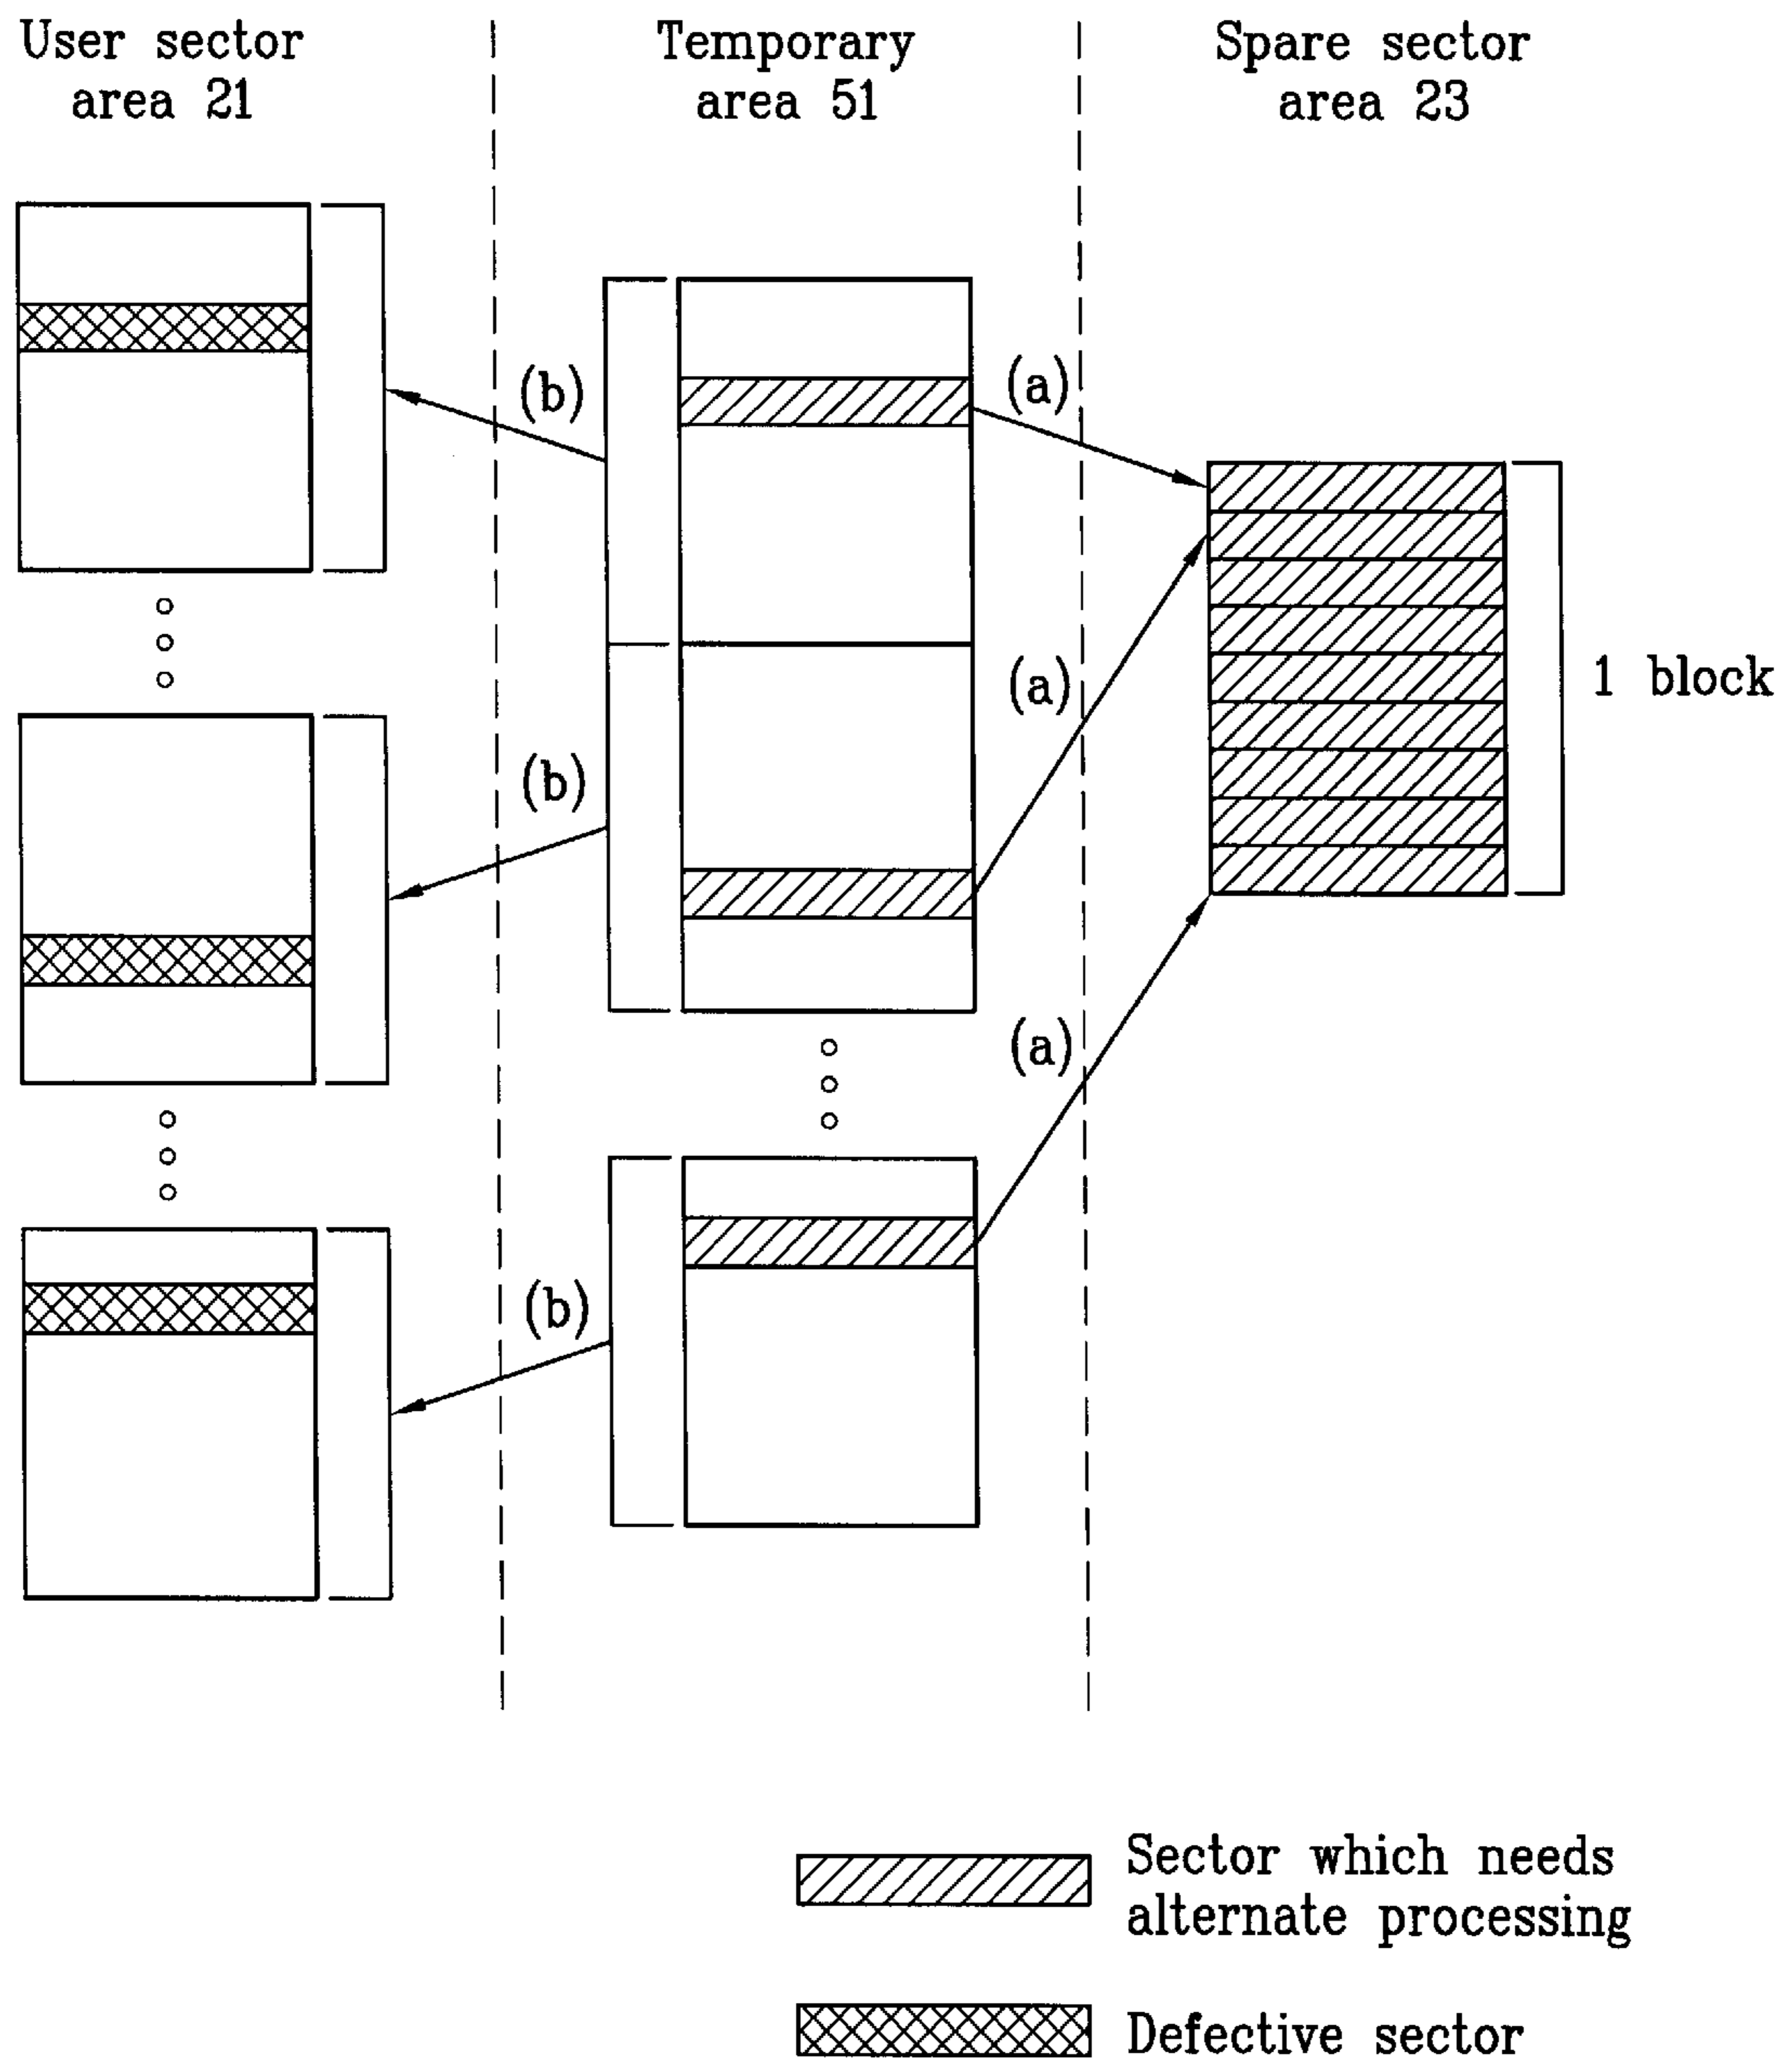 User sector
area 21
Temporary
area 51
Spare sector
area 23
(b)
(a)
(a)
1 block
(b)
(a)
(b)
Sector which needs
alternate processing
Defective sector